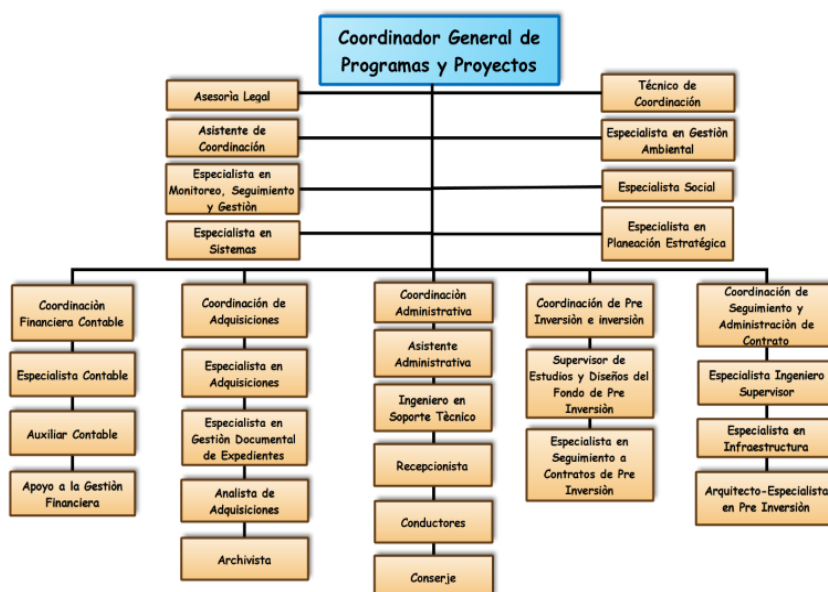 Coordinador General de
Programas y Proyectos
Asesorìa Legal
Técnico de
Coordinación
Asistente de
Coordinación
Especialista en Gestiòn
Ambiental
Especialista en
Monitoreo, Seguimiento
y Gestiòn
Especialista Social
Especialista en
Sistemas
Especialista en
Planeación Estratégica
Coordinaciòn
Financiera Contable
Especialista Contable
Auxiliar Contable
Apoyo a la Gestiòn
Financiera
Coordinación de
Adquisiciones
Especialista en
Adquisiciones
Especialista en
Gestiòn Documental
de Expedientes
Analista de
Adquisiciones
Archivista
Coordinaciòn
Administrativa
Asistente
Administrativa
Ingeniero en
Soporte Tècnico
Recepcionista
Conductores
Conserje
Coordinación de Pre
Inversiòn e inversiòn
Supervisor de
Estudios y Diseños del
Fondo de Pre
Inversiòn
Especialista en
Seguimiento a
Contratos de Pre
Inversiòn
Coordinación de
Seguimiento y
Administraciòn de
Contrato
Especialista Ingeniero
Supervisor
Especialista en
Infraestructura
Arquitecto-Especialista
en Pre Inversiòn